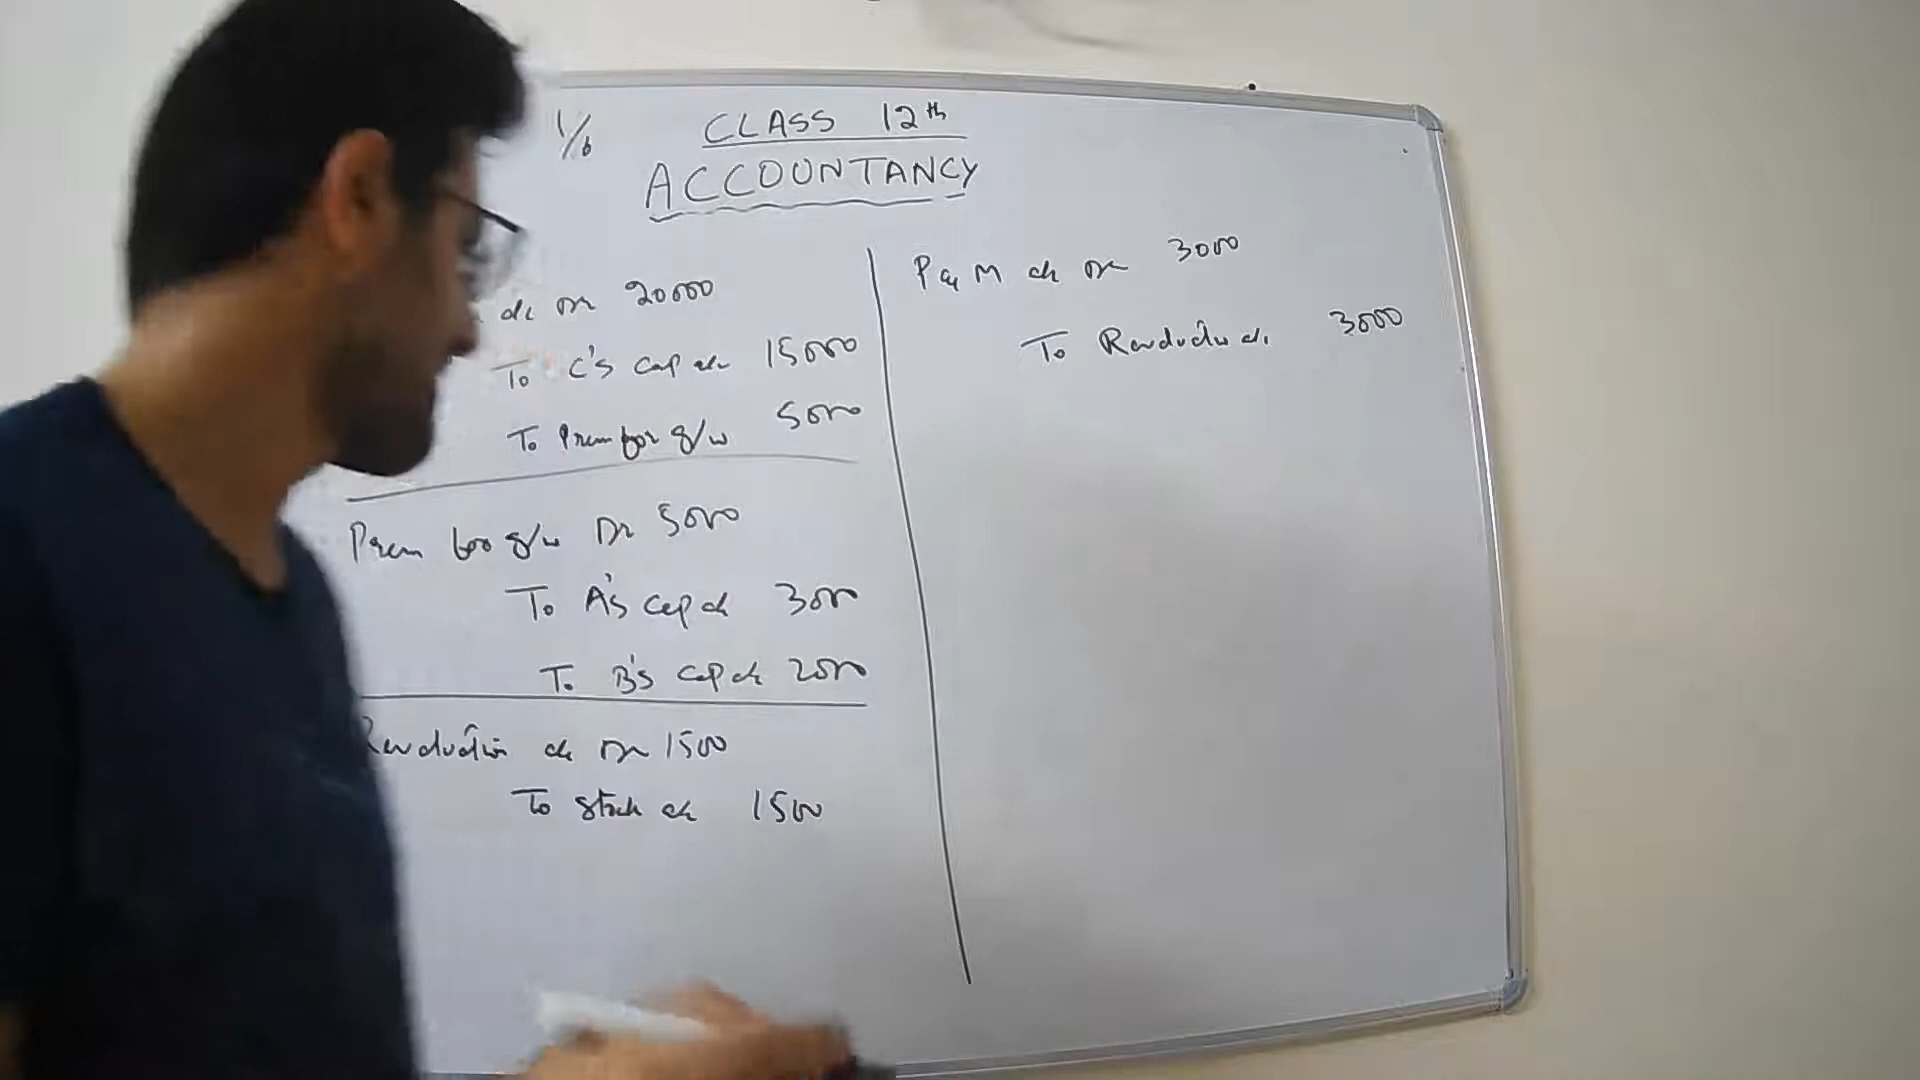 1/6
CLASS 12th
ACCOUNTANCY
a/c Dr 20000
To C's cap a/c 15000
To Prem for g/w 5000
Prem for g/w Dr 5000
To A's cap a/c 3000
To B's cap a/c 2000
Revaluation a/c Dr 1500
To Stock a/c 1500
P & M a/c Dr 3000
To Revaluation a/c 3000